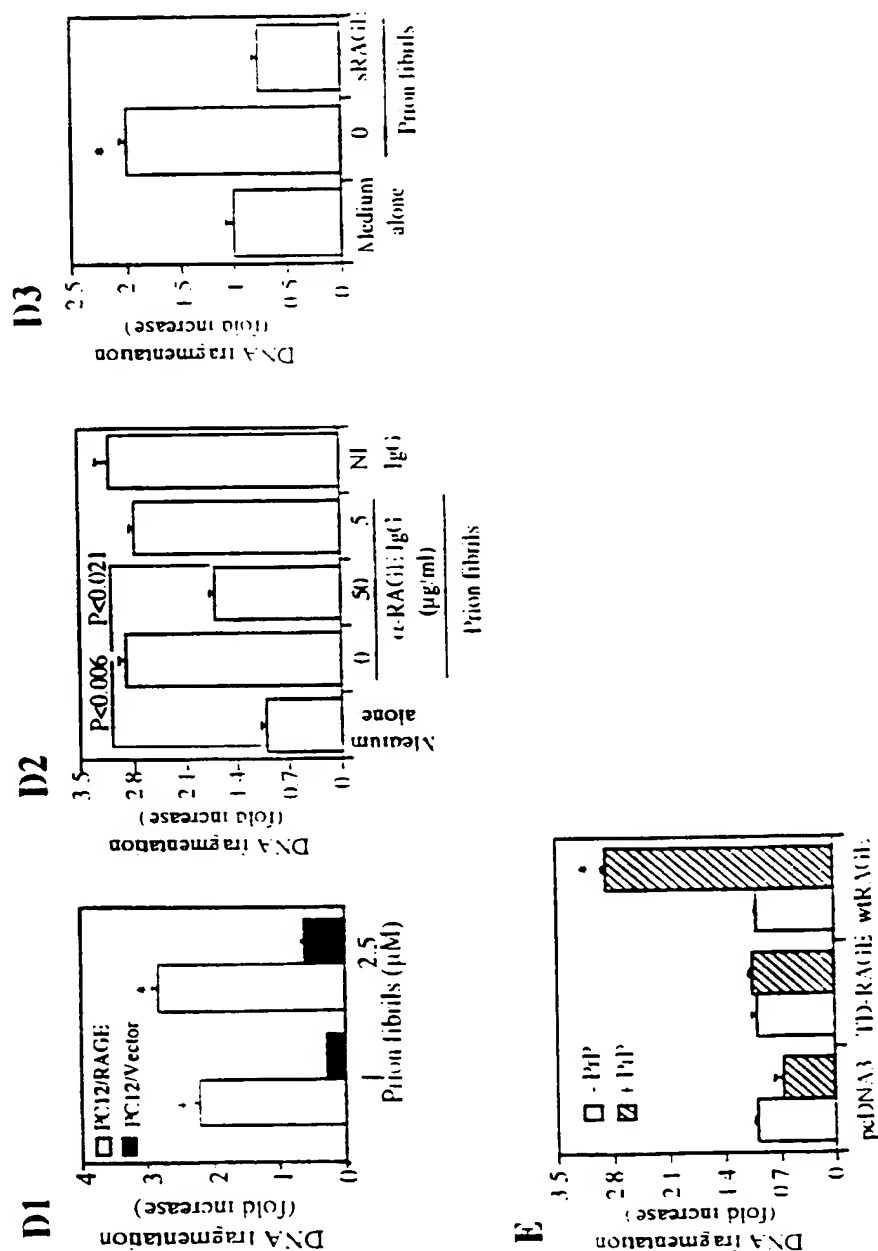 D1
DNA fragmentation
(fold increase)
4
3
2
1
0
PC12/RAGE
PC12/Vector
*
*
1
2.5
Prion fibrils (µM)
D2
DNA fragmentation
(fold increase)
3.5
2.8
2.1
1.4
0.7
0
P<0.006
P<0.021
Medium
alone
0
50
5
NI
IgG
α-RAGE IgG
(µg/ml)
Prion fibrils
D3
DNA fragmentation
(fold increase)
2.5
2
1.5
1
0.5
0
*
Medium
alone
0
sRAGE
Prion fibrils
E
DNA fragmentation
(fold increase)
3.5
2.8
2.1
1.4
0.7
0
- PrP
+ PrP
*
pcDNA3
TD-RAGE
wtRAGE